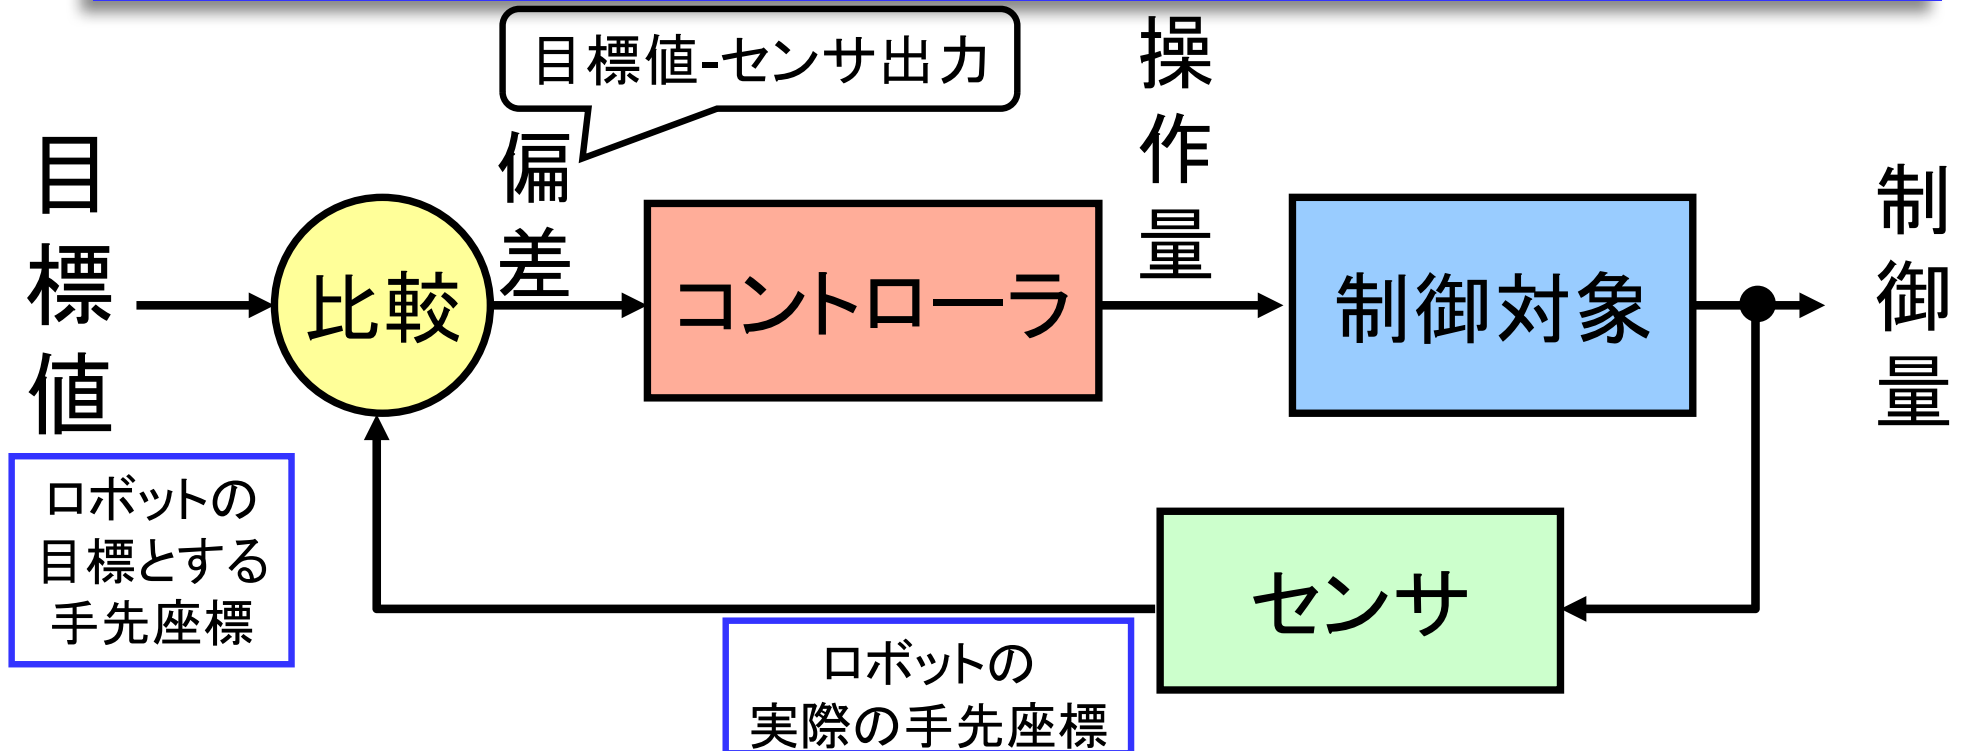 目標値-センサ出力
操作量
偏差
目標値
比較
コントローラ
制御対象
制御量
ロボットの
目標とする
手先座標
センサ
ロボットの
実際の手先座標